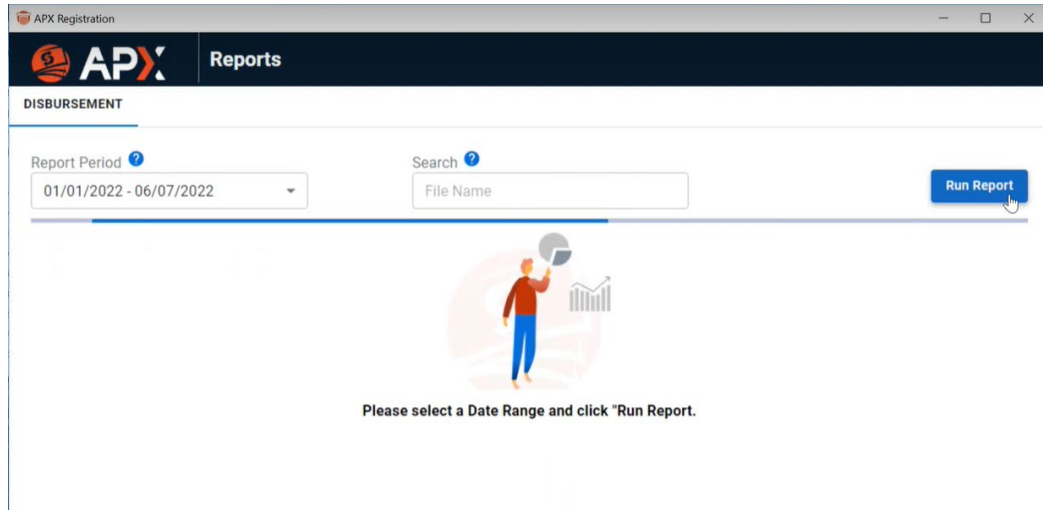 APX Registration
APX Reports
DISBURSEMENT
Report Period ? Search ?
01/01/2022 - 06/07/2022 File Name Run Report
Please select a Date Range and click "Run Report.